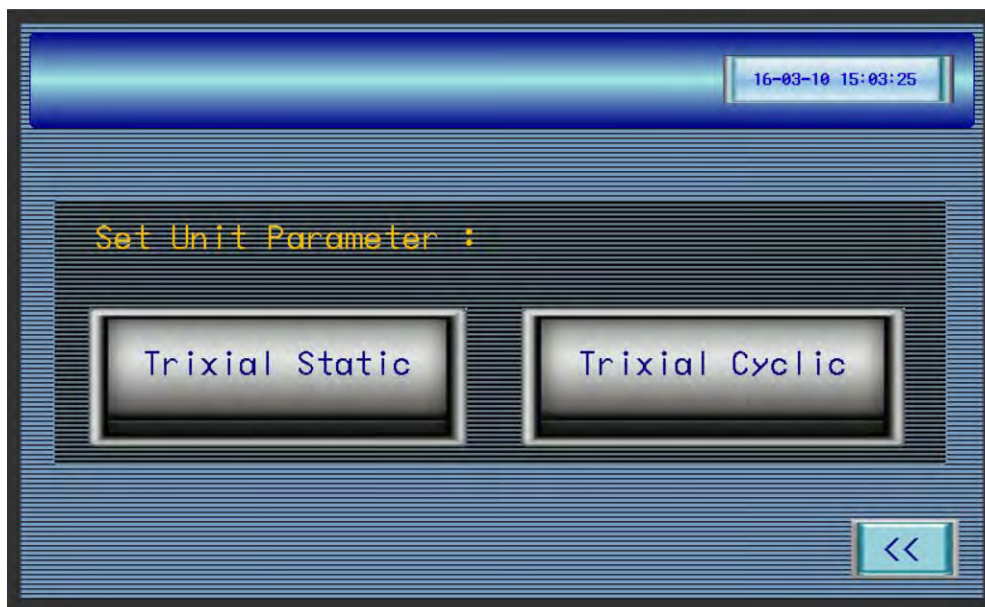 16-03-10 15:03:25
Set Unit Parameter :
Trixial Static
Trixial Cyclic
<<